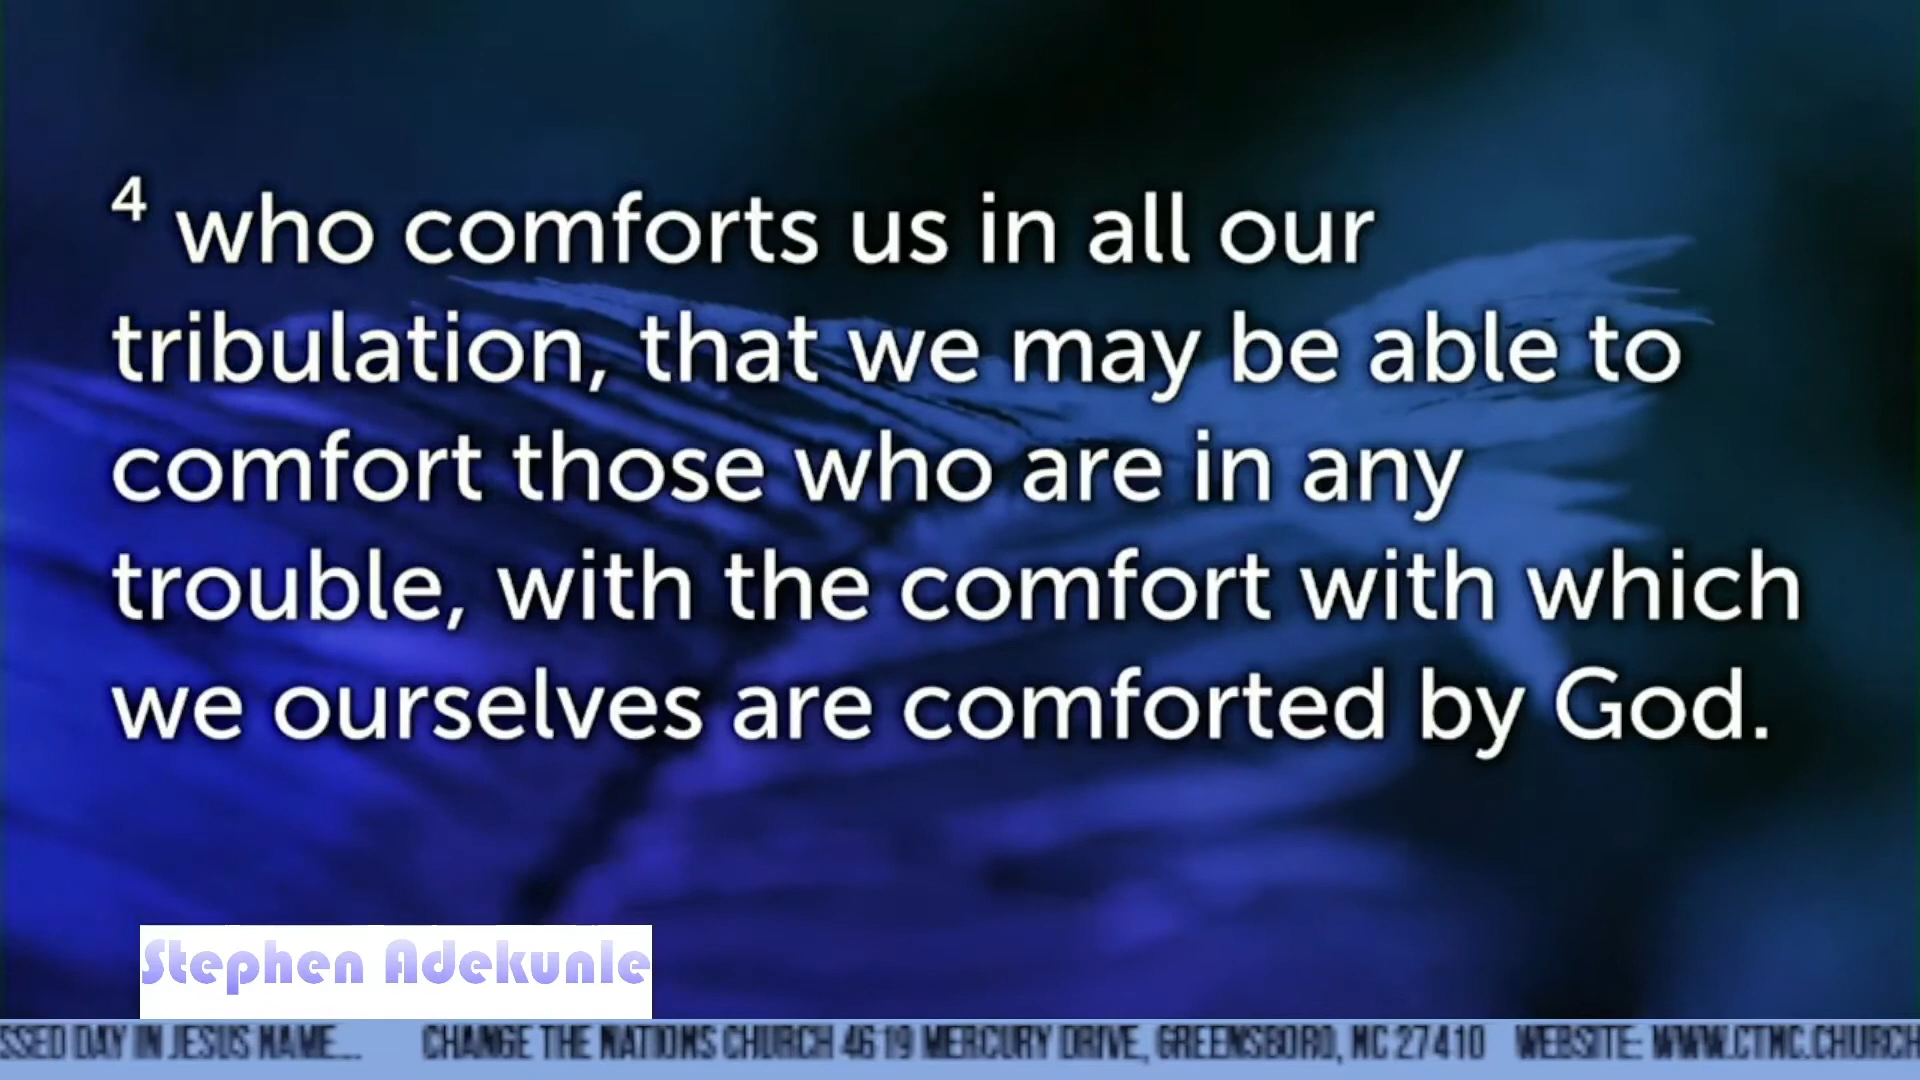 4 who comforts us in all our
tribulation, that we may be able to
comfort those who are in any
trouble, with the comfort with which
we ourselves are comforted by God.
Stephen Adekunle
SSED DAY IN JESUS NAME... CHANGE THE NATIONS CHURCH 4619 MERCURY DRIVE, GREENSBORO, NC 27410 WEBSITE: WWW.CTNC.CHURCH